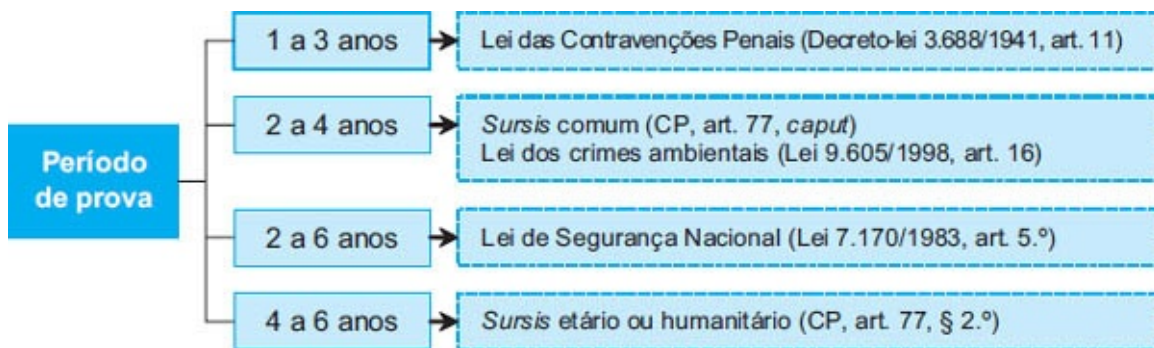 Período
de prova
1 a 3 anos
Lei das Contravenções Penais (Decreto-lei 3.688/1941, art. 11)
2 a 4 anos
Sursis comum (CP, art. 77, caput)
Lei dos crimes ambientais (Lei 9.605/1998, art. 16)
2 a 6 anos
Lei de Segurança Nacional (Lei 7.170/1983, art. 5.º)
4 a 6 anos
Sursis etário ou humanitário (CP, art. 77, § 2.º)